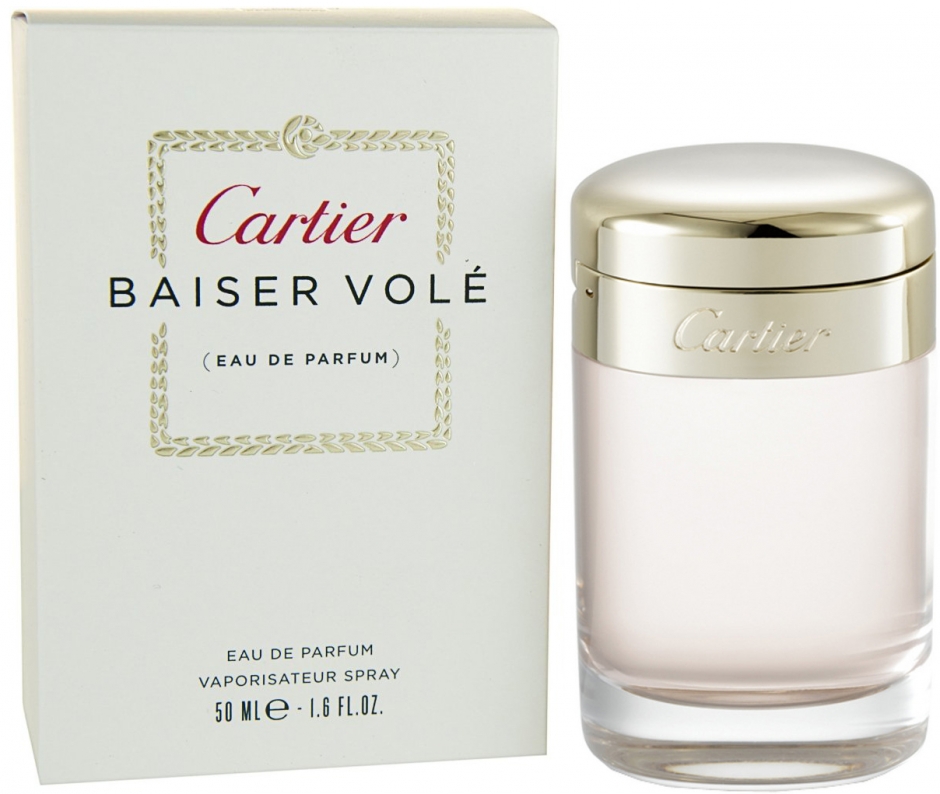 Cartier
BAISER VOLÉ
(EAU DE PARFUM)
EAU DE PARFUM
VAPORISATEUR SPRAY
50 ML℮ - 1.6 FL.OZ.
Cartier